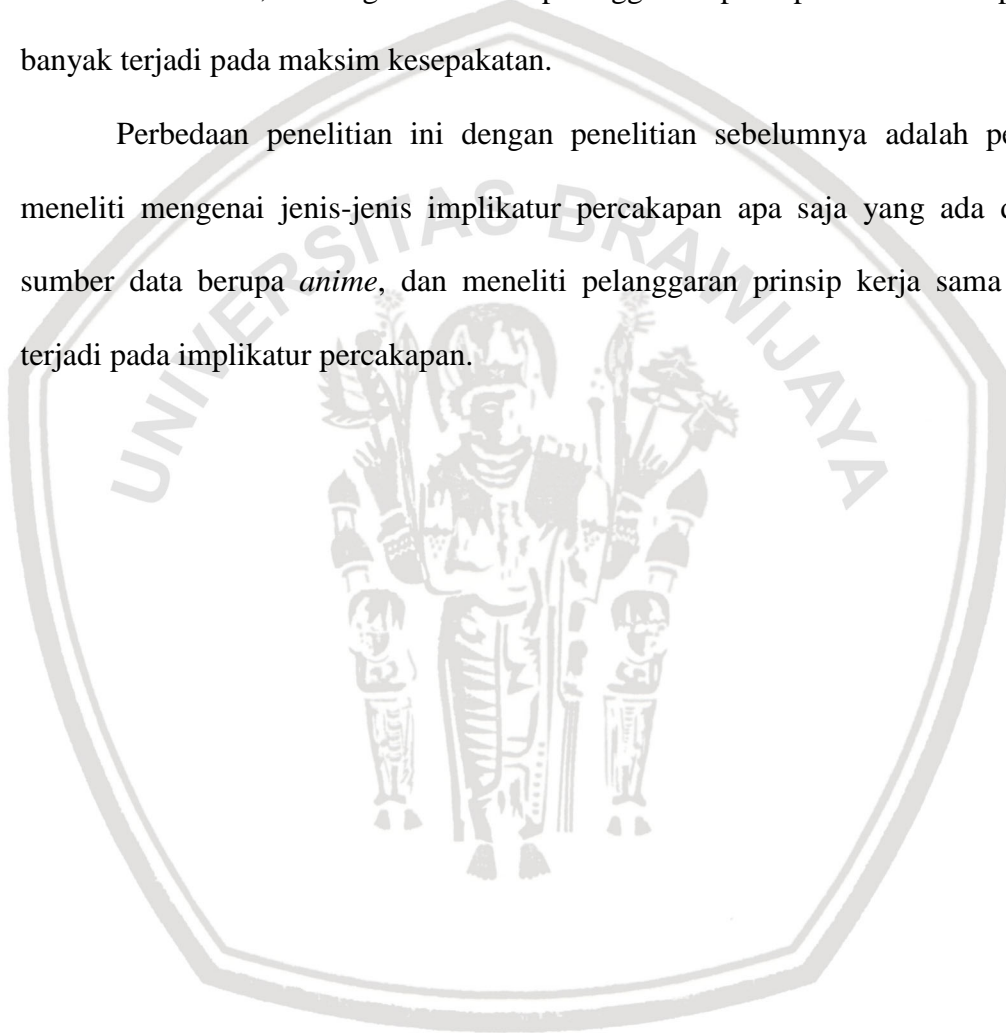 banyak terjadi pada maksim kesepakatan.
Perbedaan penelitian ini dengan penelitian sebelumnya adalah
meneliti mengenai jenis-jenis implikatur percakapan apa saja yang ada
sumber data berupa anime, dan meneliti pelanggaran prinsip kerja sama
terjadi pada implikatur percakapan.
UNIVERSITAS BRAWIJAYA